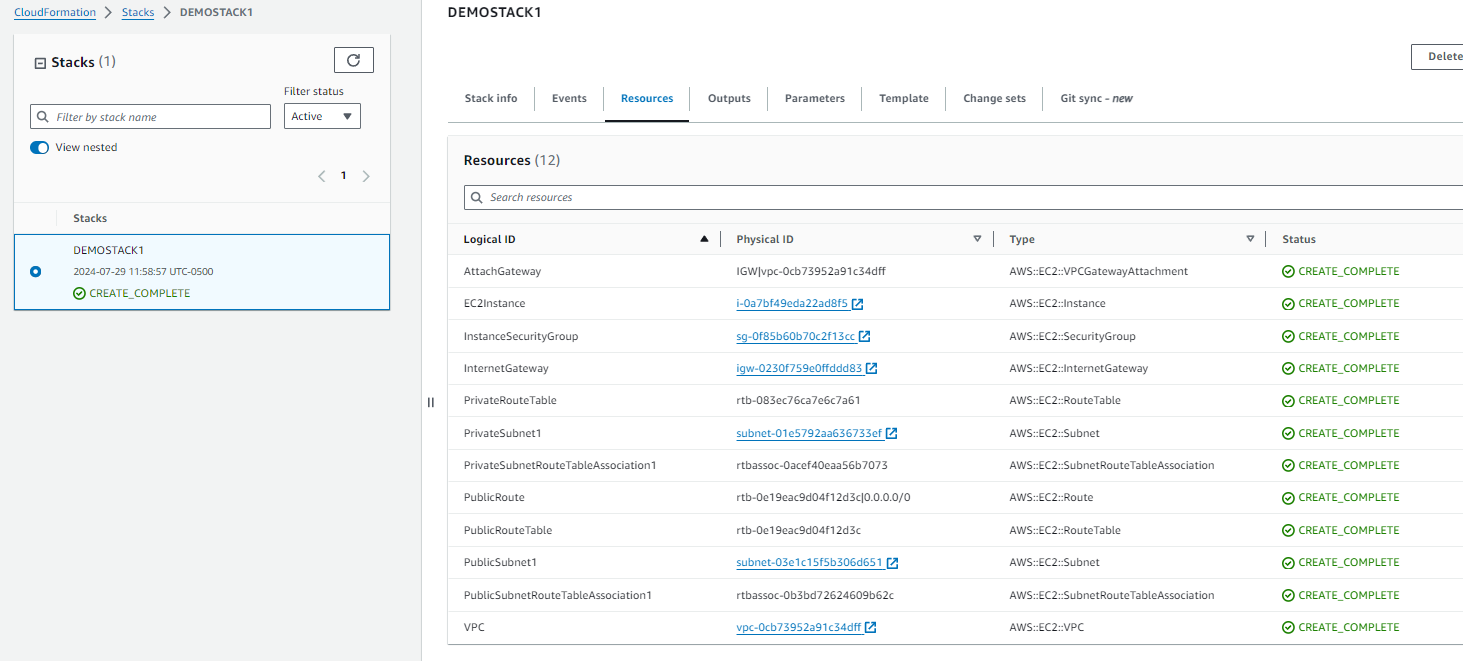 CloudFormation > Stacks > DEMOSTACK1
Stacks (1)
Filter status
Filter by stack name
Active
View nested
1
Stacks
DEMOSTACK1
2024-07-29 11:58:57 UTC-0500
CREATE_COMPLETE
DEMOSTACK1
Delete
Stack info Events Resources Outputs Parameters Template Change sets Git sync - new
Resources (12)
Search resources
Logical ID Physical ID Type Status
AttachGateway IGW|vpc-0cb73952a91c34dff AWS::EC2::VPCGatewayAttachment CREATE_COMPLETE
EC2Instance i-0a7bf49eda22ad8f5 AWS::EC2::Instance CREATE_COMPLETE
InstanceSecurityGroup sg-0f85b60b70c2f13cc AWS::EC2::SecurityGroup CREATE_COMPLETE
InternetGateway igw-0230f759e0ffddd83 AWS::EC2::InternetGateway CREATE_COMPLETE
PrivateRouteTable rtb-083ec76ca7e6c7a61 AWS::EC2::RouteTable CREATE_COMPLETE
PrivateSubnet1 subnet-01e5792aa636733ef AWS::EC2::Subnet CREATE_COMPLETE
PrivateSubnetRouteTableAssociation1 rtbassoc-0acef40eaa56b7073 AWS::EC2::SubnetRouteTableAssociation CREATE_COMPLETE
PublicRoute rtb-0e19eac9d04f12d3c|0.0.0.0/0 AWS::EC2::Route CREATE_COMPLETE
PublicRouteTable rtb-0e19eac9d04f12d3c AWS::EC2::RouteTable CREATE_COMPLETE
PublicSubnet1 subnet-03e1c15f5b306d651 AWS::EC2::Subnet CREATE_COMPLETE
PublicSubnetRouteTableAssociation1 rtbassoc-0b3bd72624609b62c AWS::EC2::SubnetRouteTableAssociation CREATE_COMPLETE
VPC vpc-0cb73952a91c34dff AWS::EC2::VPC CREATE_COMPLETE